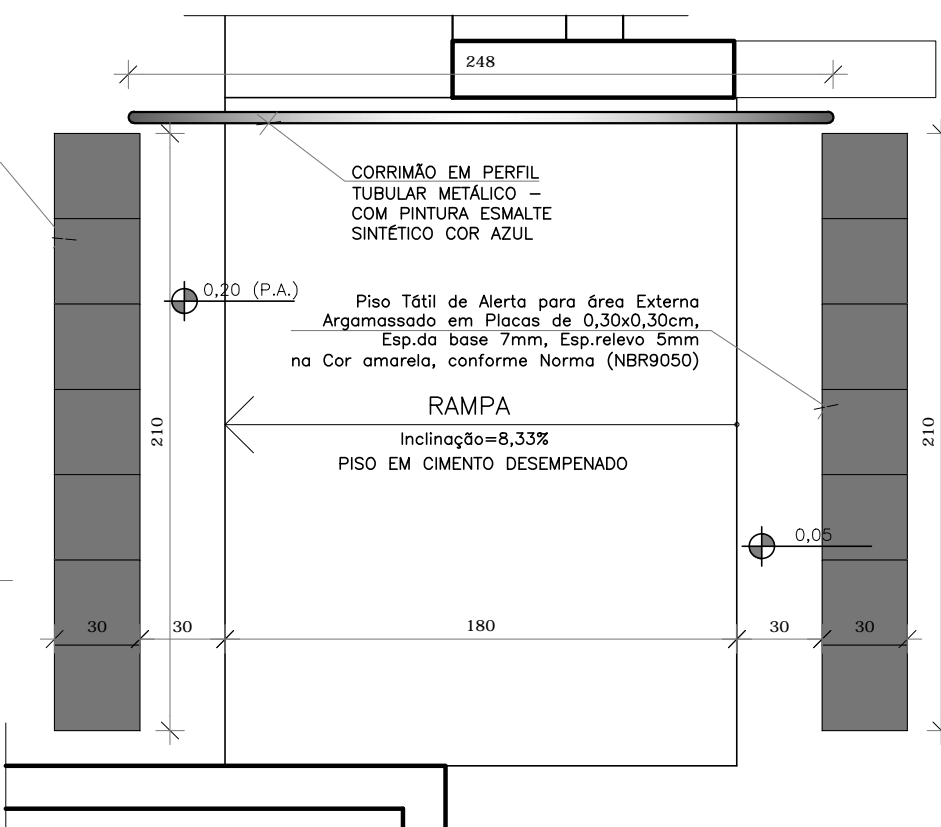 248
CORRIMÃO EM PERFIL
TUBULAR METÁLICO –
COM PINTURA ESMALTE
SINTÉTICO COR AZUL
0,20 (P.A.)
Piso Tátil de Alerta para área Externa
Argamassado em Placas de 0,30x0,30cm,
Esp.da base 7mm, Esp.relevo 5mm
na Cor amarela, conforme Norma (NBR9050)
RAMPA
Inclinação=8,33%
PISO EM CIMENTO DESEMPENADO
210
210
0,05
30
30
180
30
30